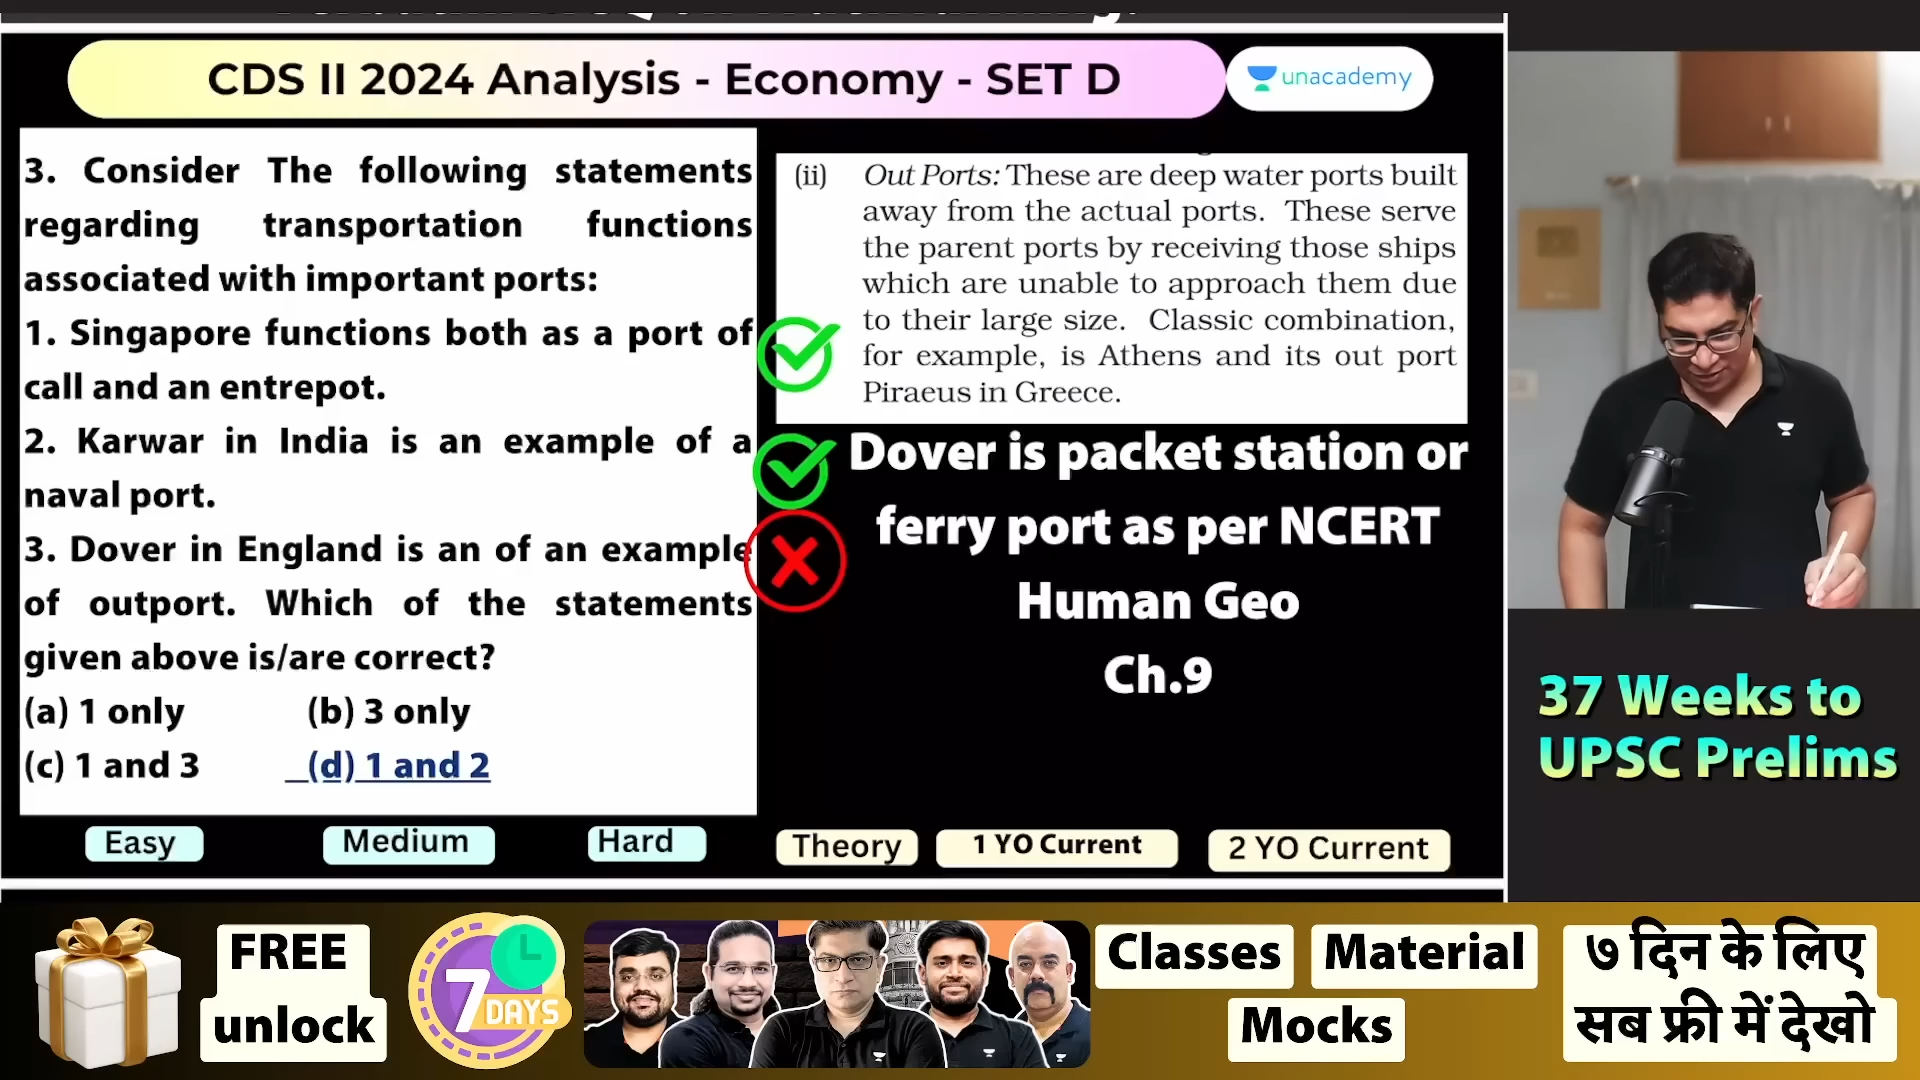 CDS II 2024 Analysis - Economy - SET D
unacademy
3. Consider The following statements
regarding transportation functions
associated with important ports:
1. Singapore functions both as a port of
call and an entrepot.
2. Karwar in India is an example of a
naval port.
3. Dover in England is an of an example
of outport. Which of the statements
given above is/are correct?
(a) 1 only (b) 3 only
(c) 1 and 3 (d) 1 and 2
(ii) Out Ports: These are deep water ports built
away from the actual ports. These serve
the parent ports by receiving those ships
which are unable to approach them due
to their large size. Classic combination,
for example, is Athens and its out port
Piraeus in Greece.
Dover is packet station or
ferry port as per NCERT
Human Geo
Ch.9
Easy Medium Hard Theory 1 YO Current 2 YO Current
37 Weeks to
UPSC Prelims
FREE
unlock
7 DAYS
Classes Material
Mocks
७ दिन के लिए
सब फ्री में देखो